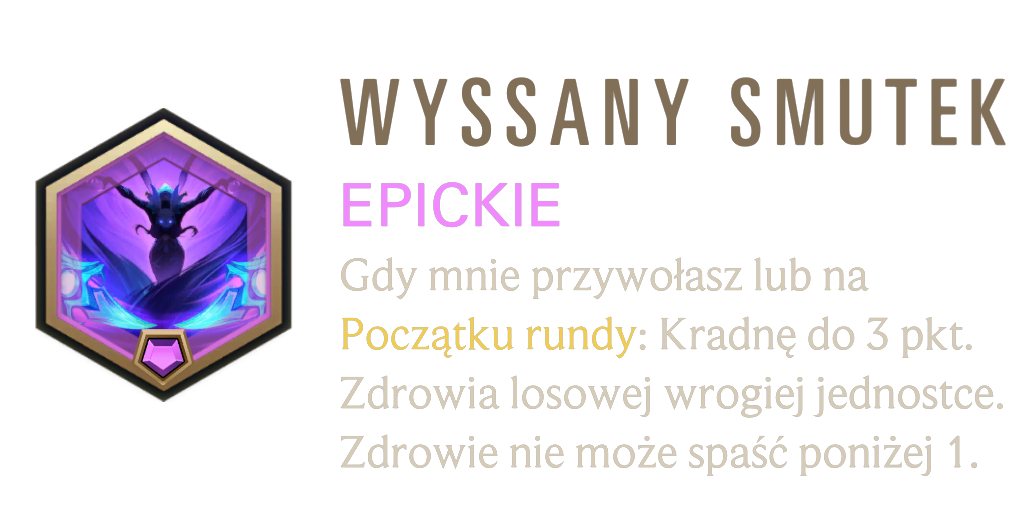 WYSSANY SMUTEK
EPICKIE
Gdy mnie przywołasz lub na
Początku rundy: Kradnę do 3 pkt.
Zdrowia losowej wrogiej jednostce.
Zdrowie nie może spaść poniżej 1.